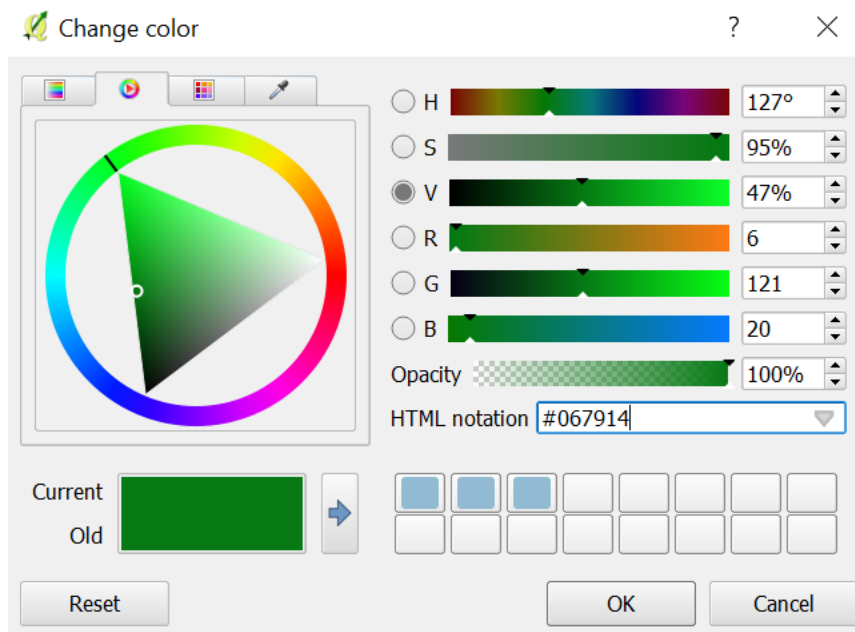 Change color
?
H 127°
S 95%
V 47%
R 6
G 121
B 20
Opacity 100%
HTML notation #067914
Current
Old
Reset
OK
Cancel